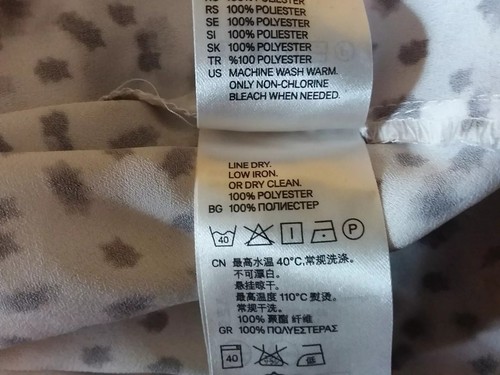 RS 100% POLIESTER
SE 100% POLYESTER
SI 100% POLIESTER
SK 100% POLYESTER
TR %100 POLYESTER
US MACHINE WASH WARM.
ONLY NON-CHLORINE
BLEACH WHEN NEEDED.
LINE DRY.
LOW IRON.
OR DRY CLEAN.
100% POLYESTER
BG 100% ПОЛИЕСТЕР
40 P
CN 最高水温 40°C,常规洗涤。
不可漂白。
悬挂晾干。
最高温度 110°C 熨烫。
常规干洗。
100% 聚酯 纤维
GR 100% ΠΟΛΥΕΣΤΕΡΑΣ
40